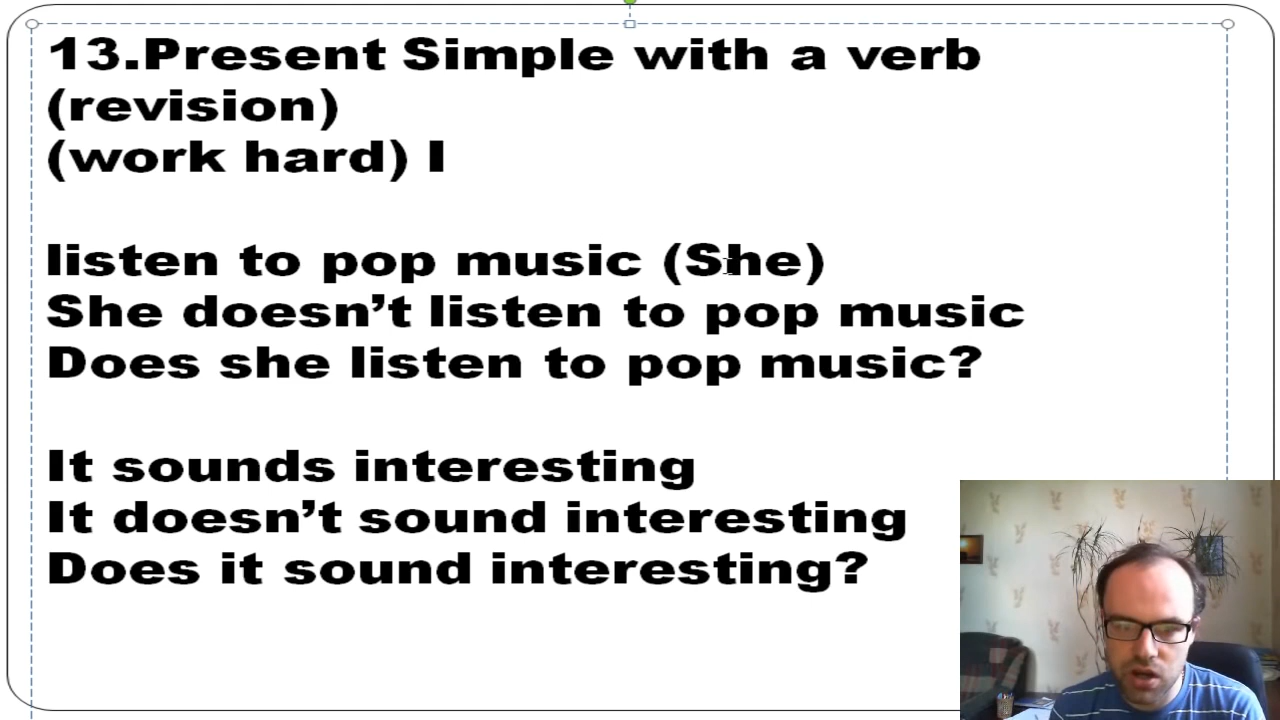 13.Present Simple with a verb
(revision)
(work hard) I
listen to pop music (She)
She doesn’t listen to pop music
Does she listen to pop music?
It sounds interesting
It doesn’t sound interesting
Does it sound interesting?